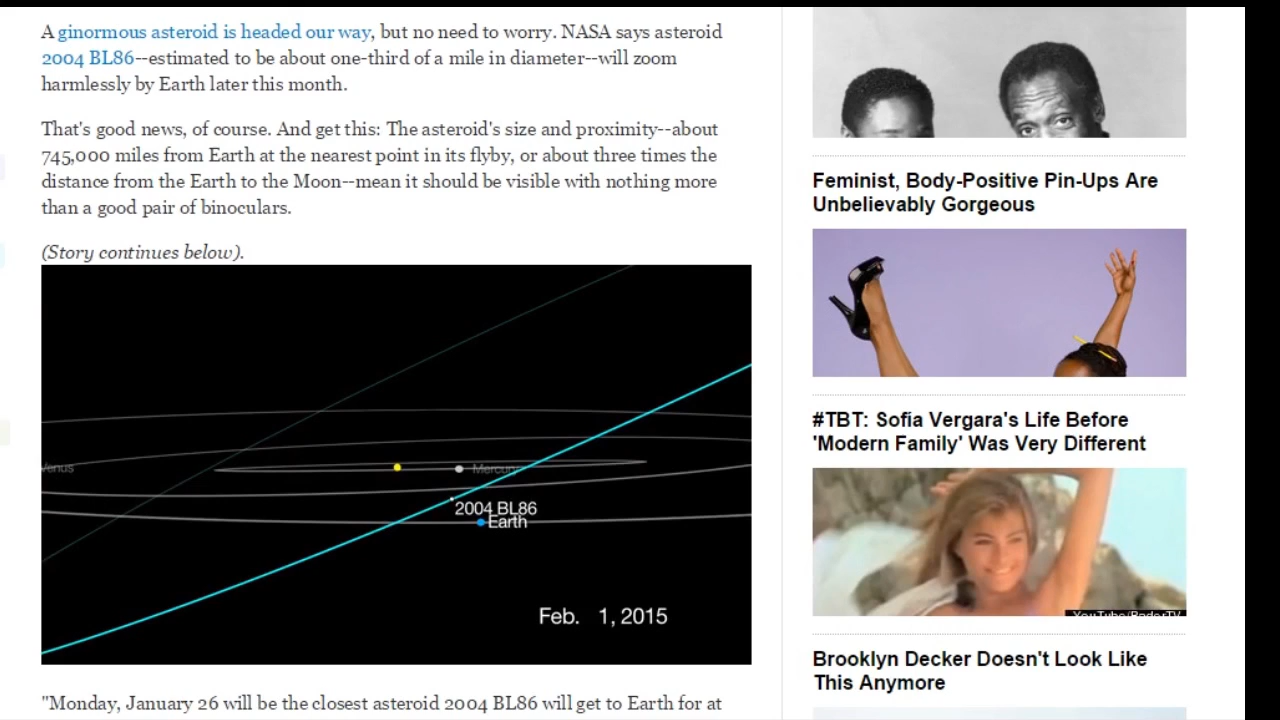 A ginormous asteroid is headed our way, but no need to worry. NASA says asteroid
2004 BL86--estimated to be about one-third of a mile in diameter--will zoom
harmlessly by Earth later this month.
That's good news, of course. And get this: The asteroid's size and proximity--about
745,000 miles from Earth at the nearest point in its flyby, or about three times the
distance from the Earth to the Moon--mean it should be visible with nothing more
than a good pair of binoculars.
(Story continues below).
Venus
Mercury
2004 BL86
Earth
Feb. 1, 2015
"Monday, January 26 will be the closest asteroid 2004 BL86 will get to Earth for at
Feminist, Body-Positive Pin-Ups Are
Unbelievably Gorgeous
#TBT: Sofia Vergara's Life Before
'Modern Family' Was Very Different
YouTube/BaderTV
Brooklyn Decker Doesn't Look Like
This Anymore